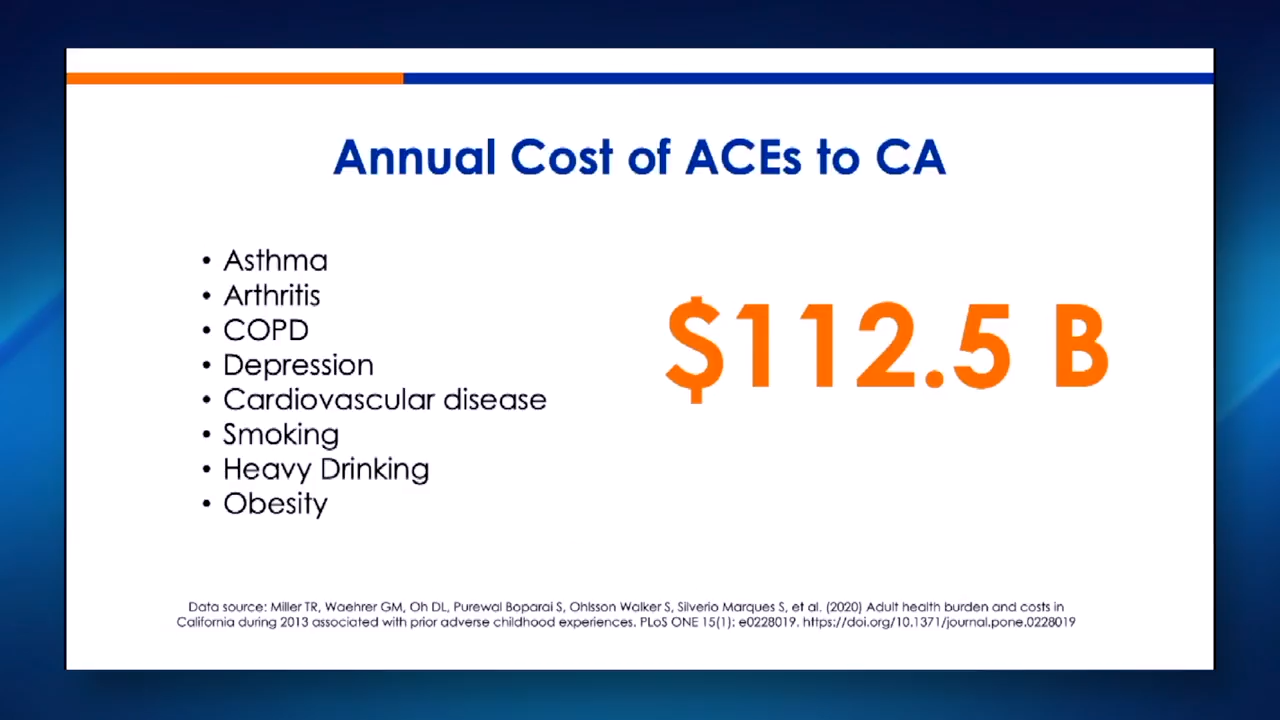 Annual Cost of ACEs to CA
• Asthma
• Arthritis
• COPD
• Depression
• Cardiovascular disease
• Smoking
• Heavy Drinking
• Obesity
$112.5 B
Data source: Miller TR, Waehrer GM, Oh DL, Purewal Boparai S, Ohlsson Walker S, Silverio Marques S, et al. (2020) Adult health burden and costs in
California during 2013 associated with prior adverse childhood experiences. PLoS ONE 15(1): e0228019. https://doi.org/10.1371/journal.pone.0228019